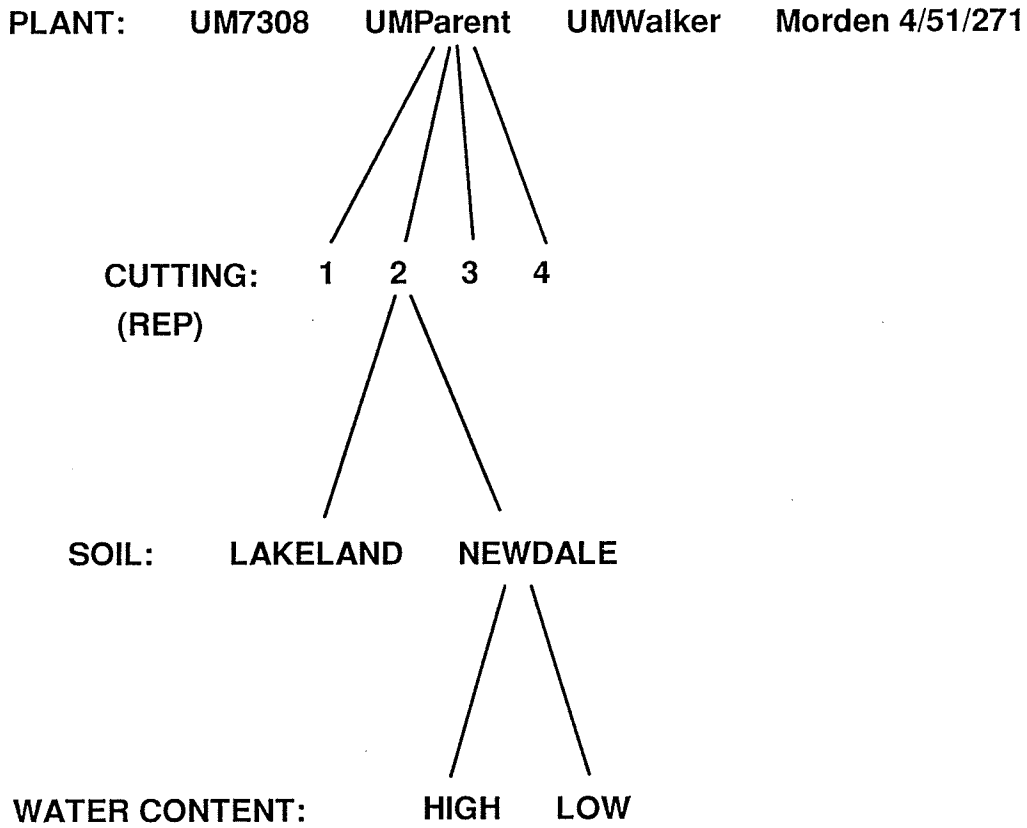 PLANT: UM7308 UMParent UMWalker Morden 4/51/271
CUTTING: 1 2 3 4
(REP)
SOIL: LAKELAND NEWDALE
WATER CONTENT: HIGH LOW